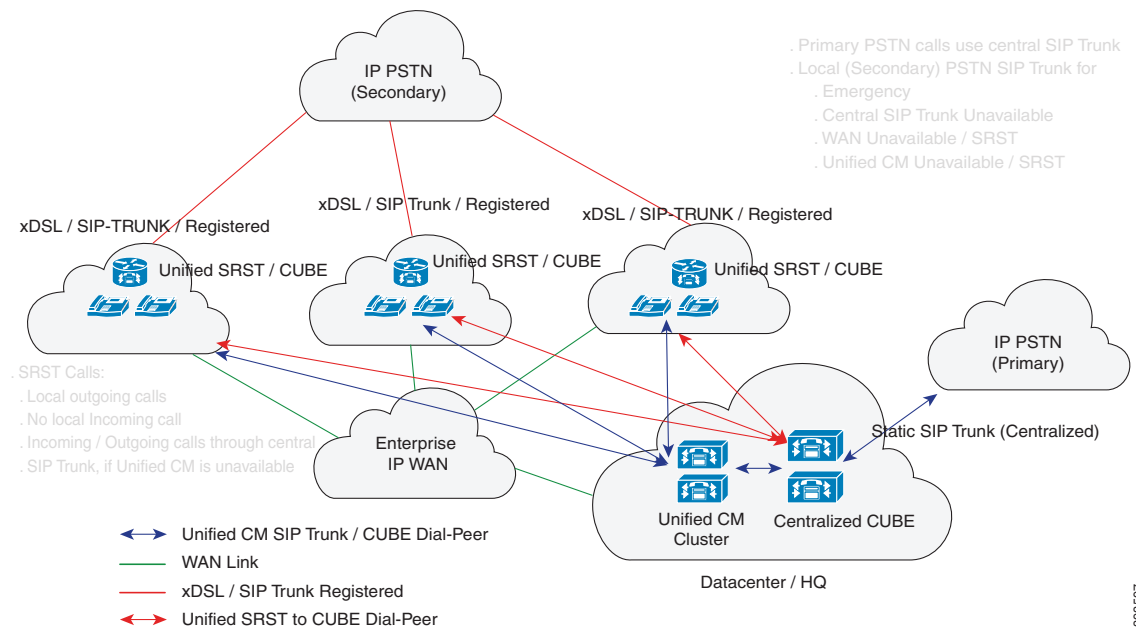 IP PSTN
(Secondary)
. Primary PSTN calls use central SIP Trunk
. Local (Secondary) PSTN SIP Trunk for
. Emergency
. Central SIP Trunk Unavailable
. WAN Unavailable / SRST
. Unified CM Unavailable / SRST
xDSL / SIP-TRUNK / Registered
xDSL / SIP Trunk / Registered
xDSL / SIP-TRUNK / Registered
Unified SRST / CUBE
Unified SRST / CUBE
Unified SRST / CUBE
IP PSTN
(Primary)
. SRST Calls:
. Local outgoing calls
. No local Incoming call
. Incoming / Outgoing calls through central
. SIP Trunk, if Unified CM is unavailable
Enterprise
IP WAN
Static SIP Trunk (Centralized)
Unified CM
Cluster
Centralized CUBE
Datacenter / HQ
Unified CM SIP Trunk / CUBE Dial-Peer
WAN Link
xDSL / SIP Trunk Registered
Unified SRST to CUBE Dial-Peer